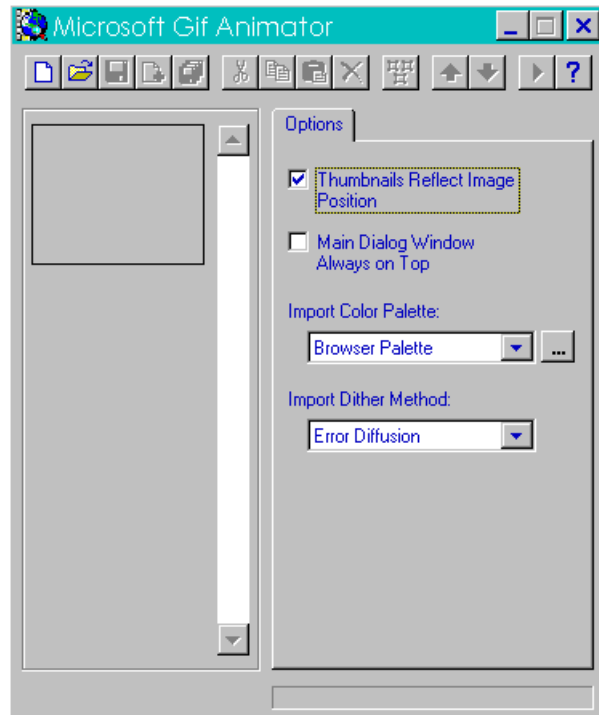 Microsoft Gif Animator
?
Options
Thumbnails Reflect Image
Position
Main Dialog Window
Always on Top
Import Color Palette:
Browser Palette
...
Import Dither Method:
Error Diffusion